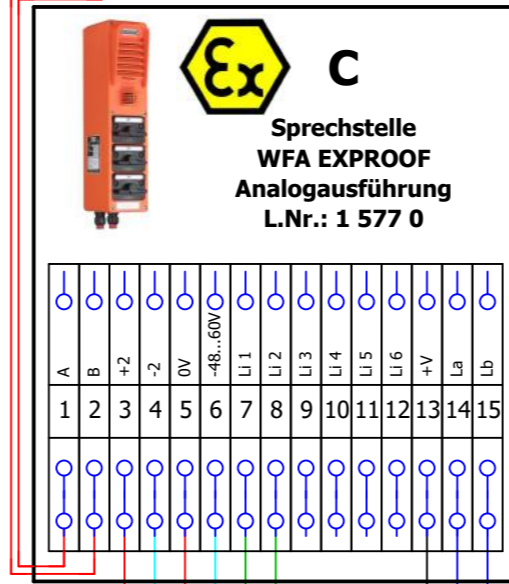 Ex
C
Sprechstelle
WFA EXPROOF
Analogausführung
L.Nr.: 1 577 0
A B +2 -2 0V -48...60V Li 1 Li 2 Li 3 Li 4 Li 5 Li 6 +V La Lb
1 2 3 4 5 6 7 8 9 10 11 12 13 14 15